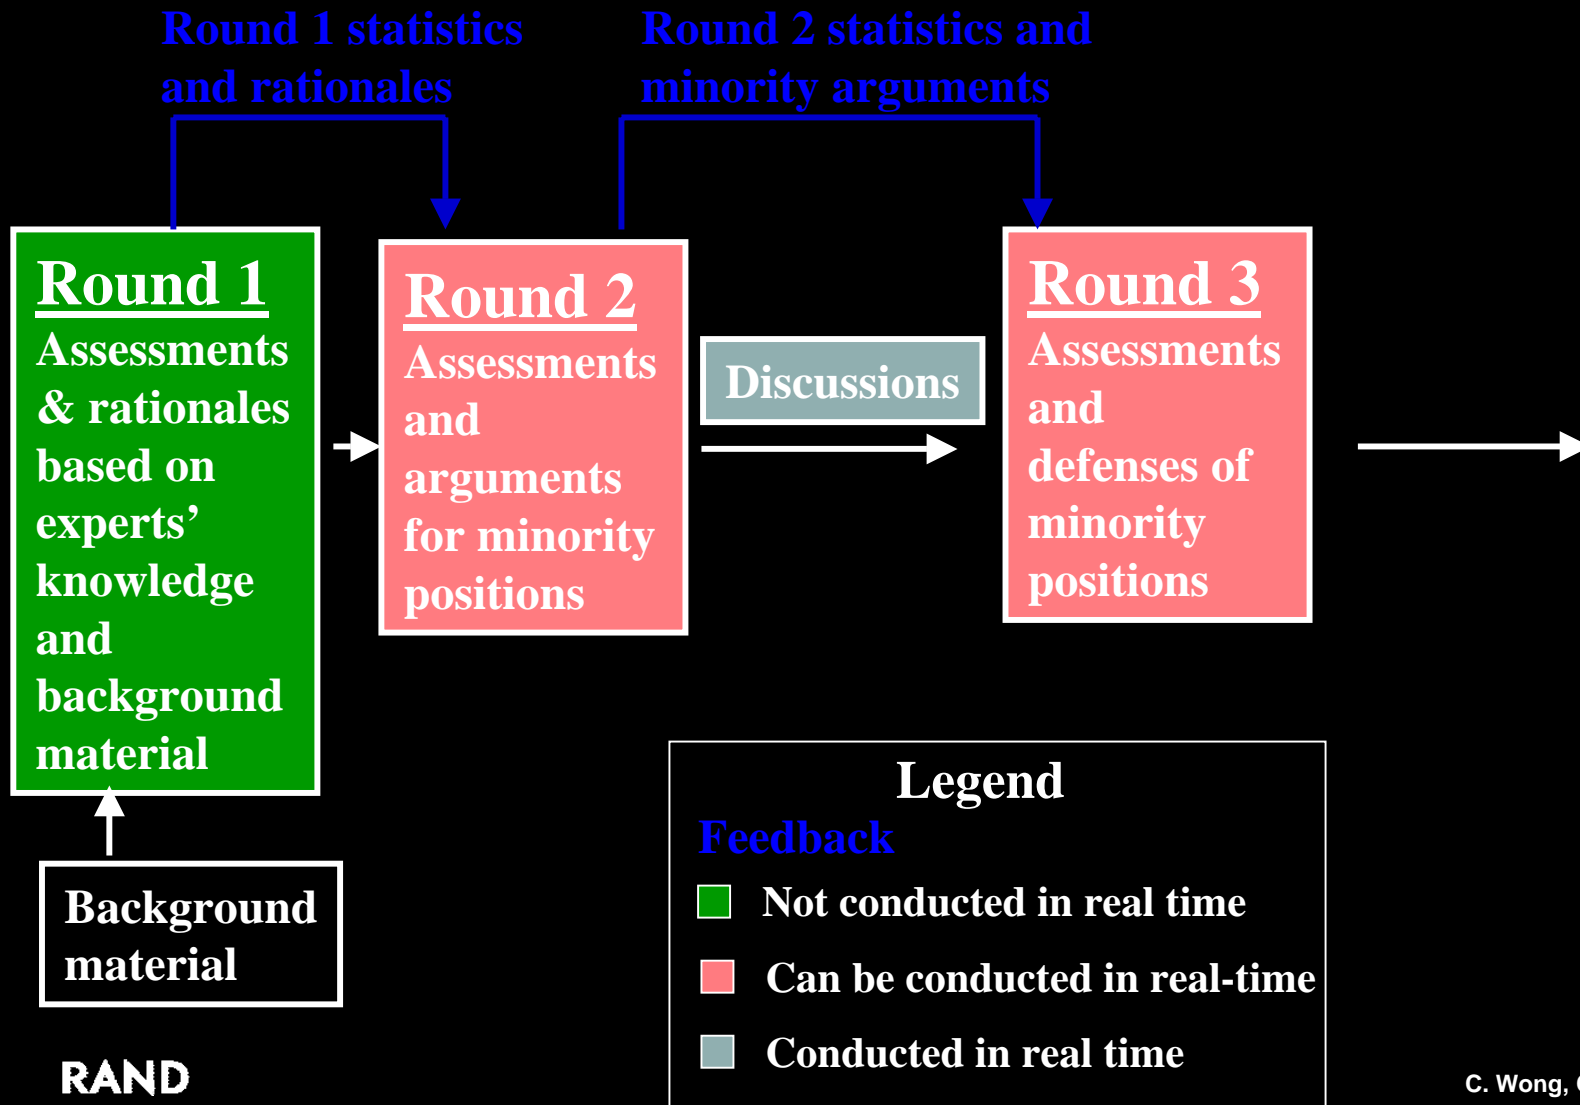 Round 1 statistics
and rationales
Round 2 statistics and
minority arguments
Round 1
Assessments
& rationales
based on
experts’
knowledge
and
background
material
Round 2
Assessments
and
arguments
for minority
positions
Discussions
Round 3
Assessments
and
defenses of
minority
positions
Background
material
Legend
Feedback
Not conducted in real time
Can be conducted in real-time
Conducted in real time
RAND
C. Wong,